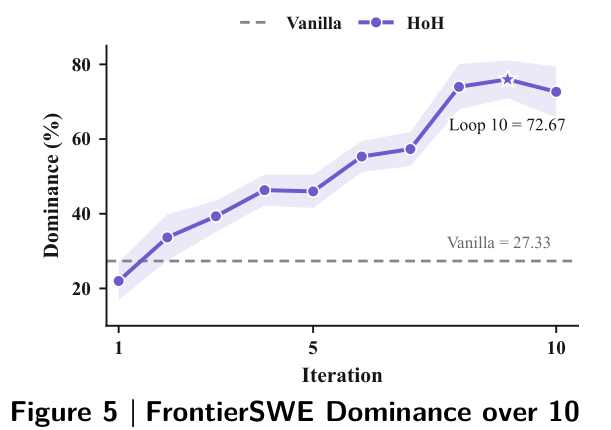 Vanilla HoH
80
60
40
20
Dominance (%)
Loop 10 = 72.67
Vanilla = 27.33
1 5 10
Iteration
Figure 5 | FrontierSWE Dominance over 10